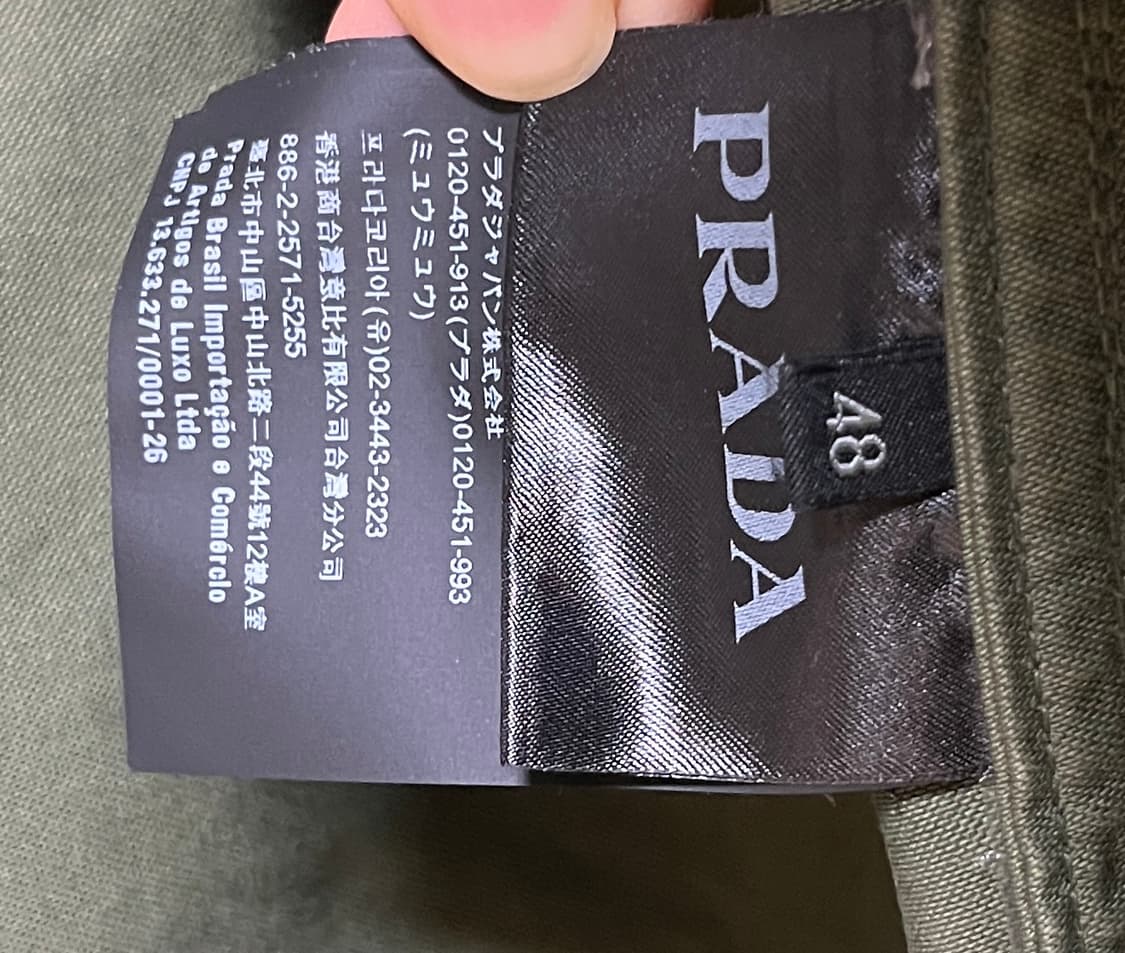 48
PRADA
プラダジャパン株式会社
0120-451-913(プラダ)0120-451-993
(ミュウミュウ)
프라다코리아(유)02-3443-2323
香港商台灣普比有限公司台灣分公司
886-2-2571-5255
臺北市中山區中山北路二段44號12樓A室
Prada Brasil Importação e Comércio
de Artigos de Luxo Ltda
CNPJ 13.633.271/0001-26